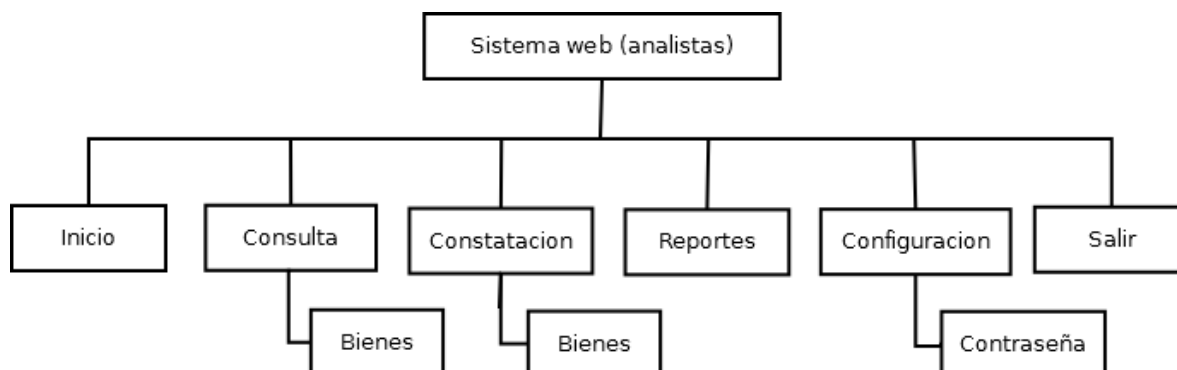 Sistema web (analistas)
Inicio
Consulta
Constatacion
Reportes
Configuracion
Salir
Bienes
Bienes
Contraseña